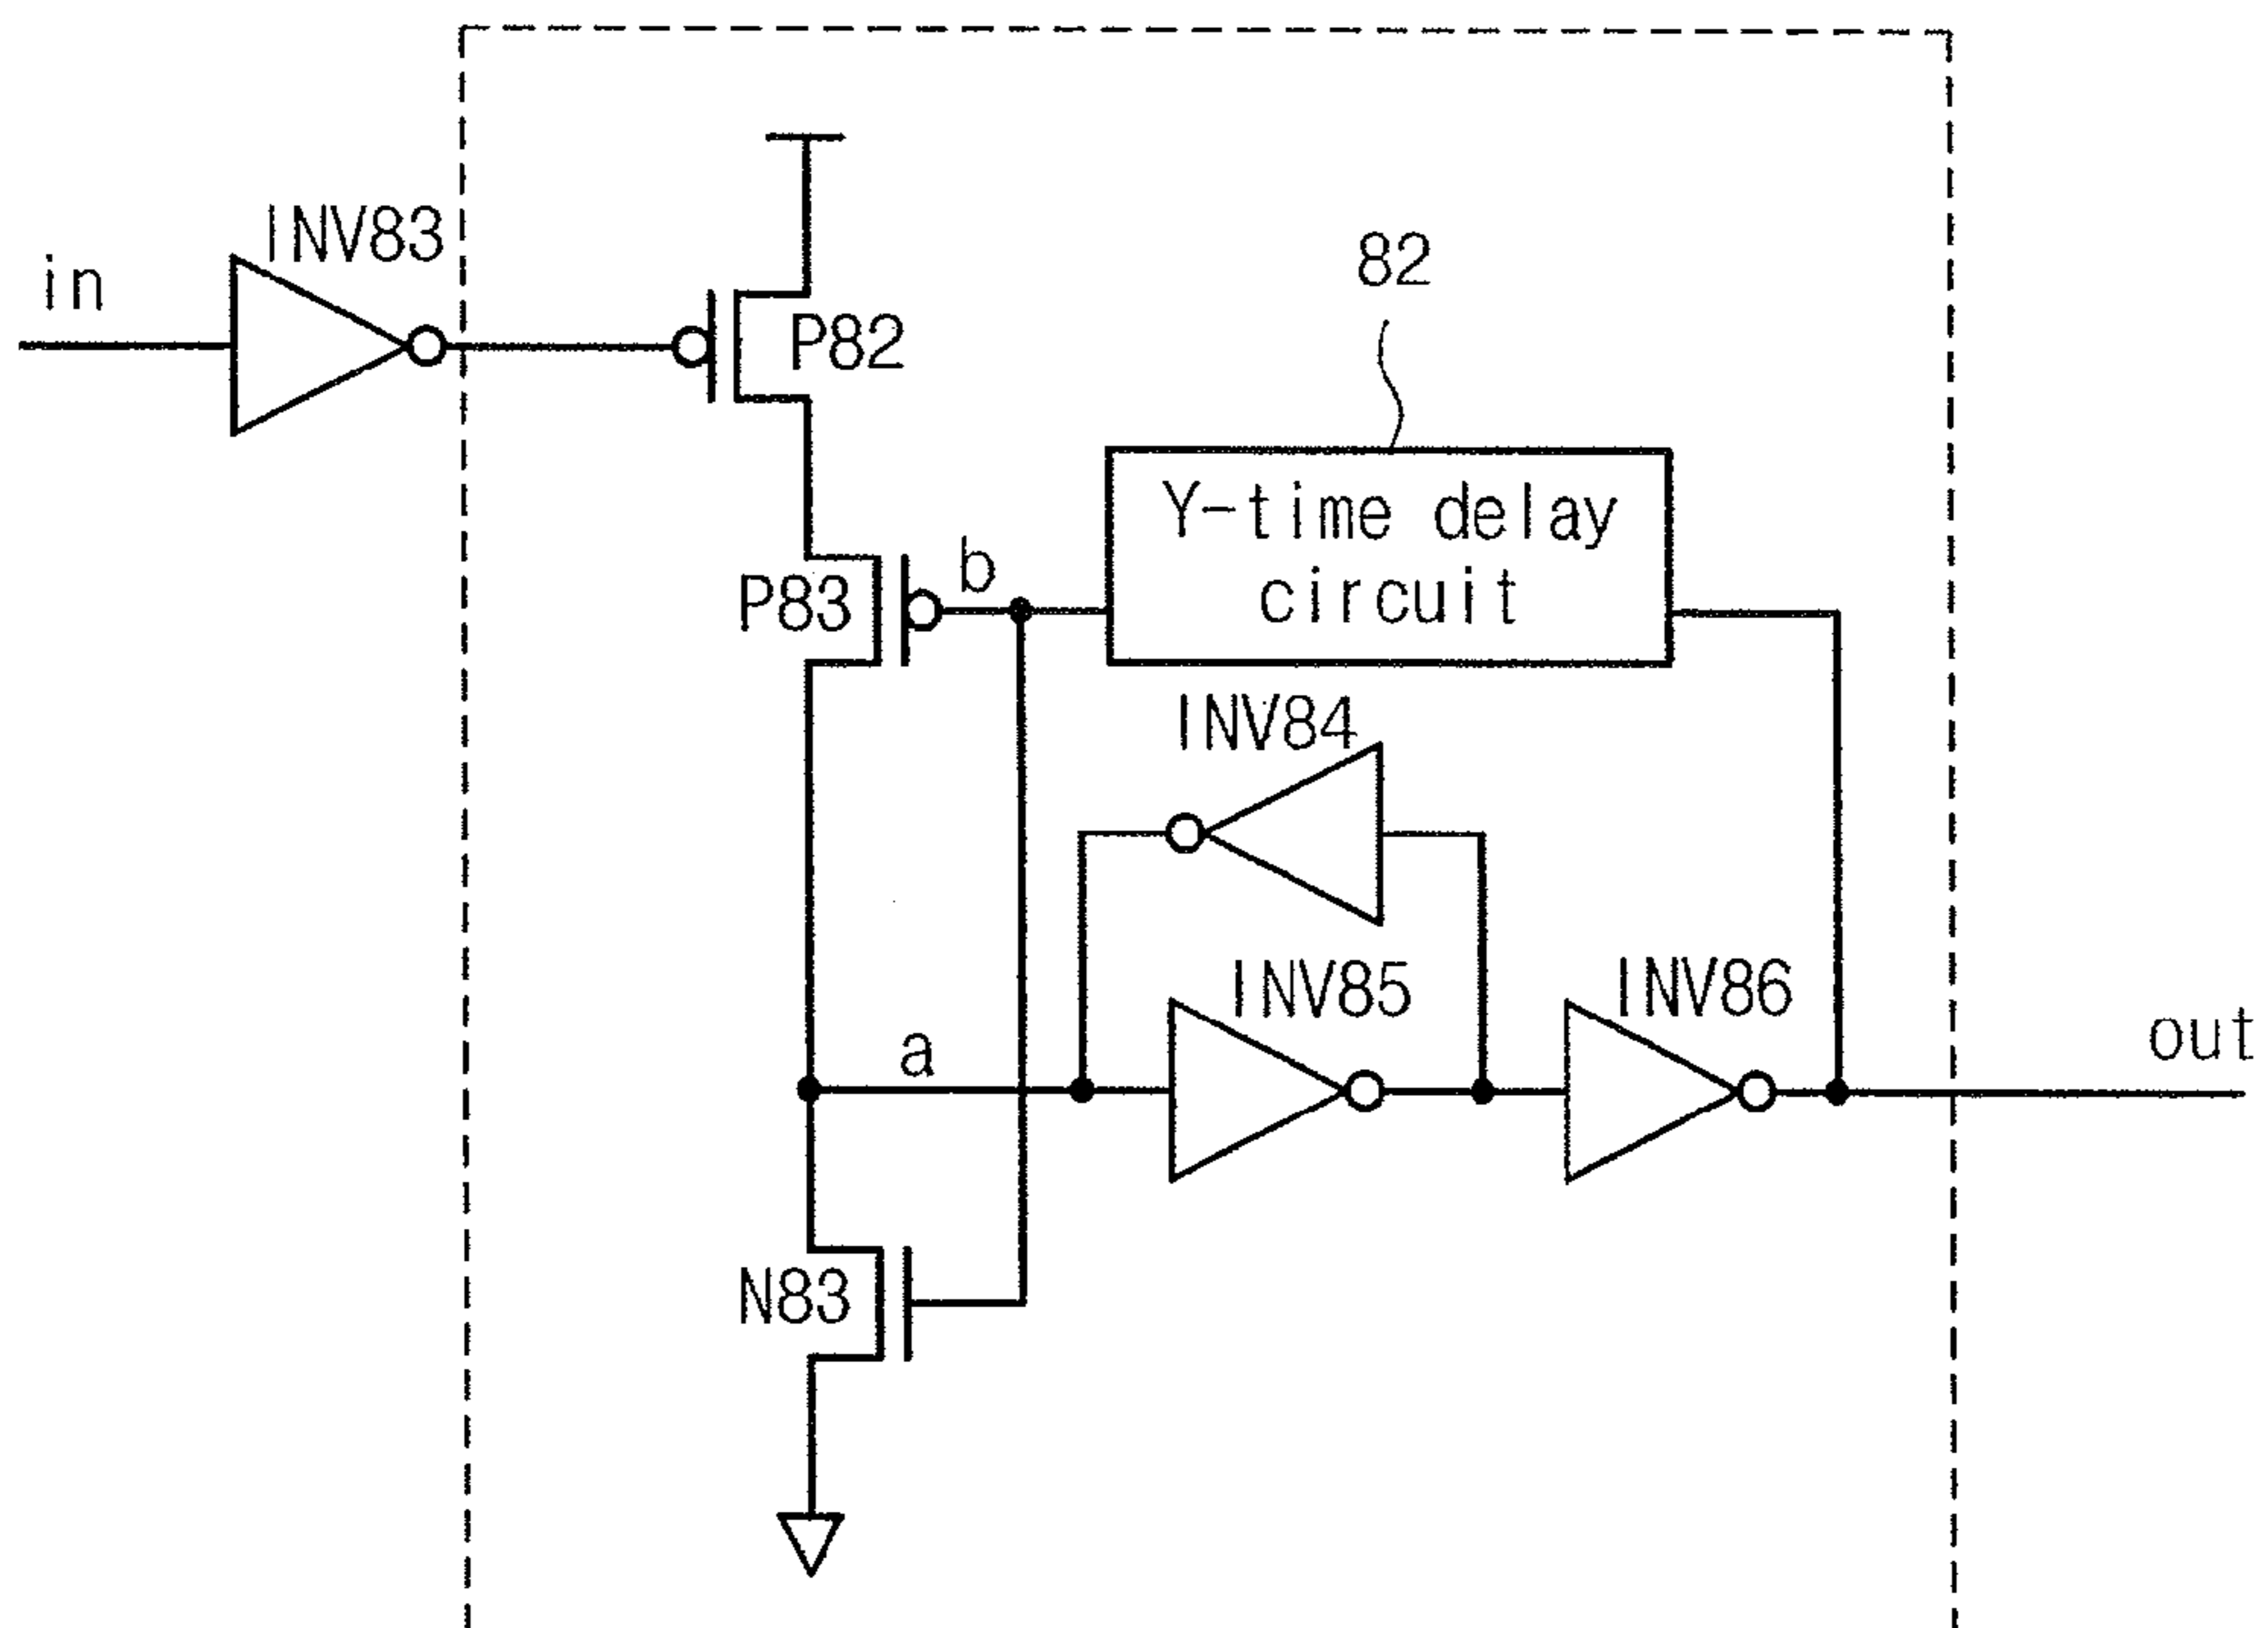 INV83
in
82
P82
Y-time delay
circuit
b
P83
INV84
INV85
INV86
out
a
N83